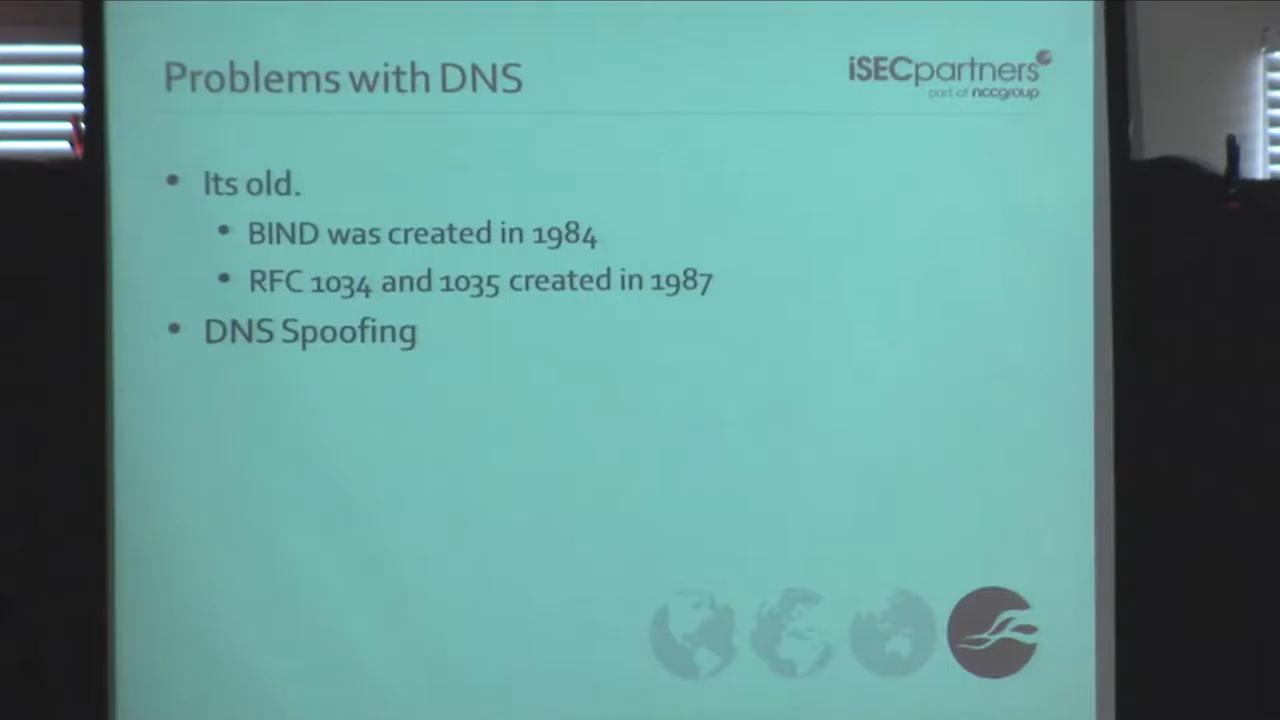 Problems with DNS
iSECpartners
part of nccgroup
• Its old.
• BIND was created in 1984
• RFC 1034 and 1035 created in 1987
• DNS Spoofing